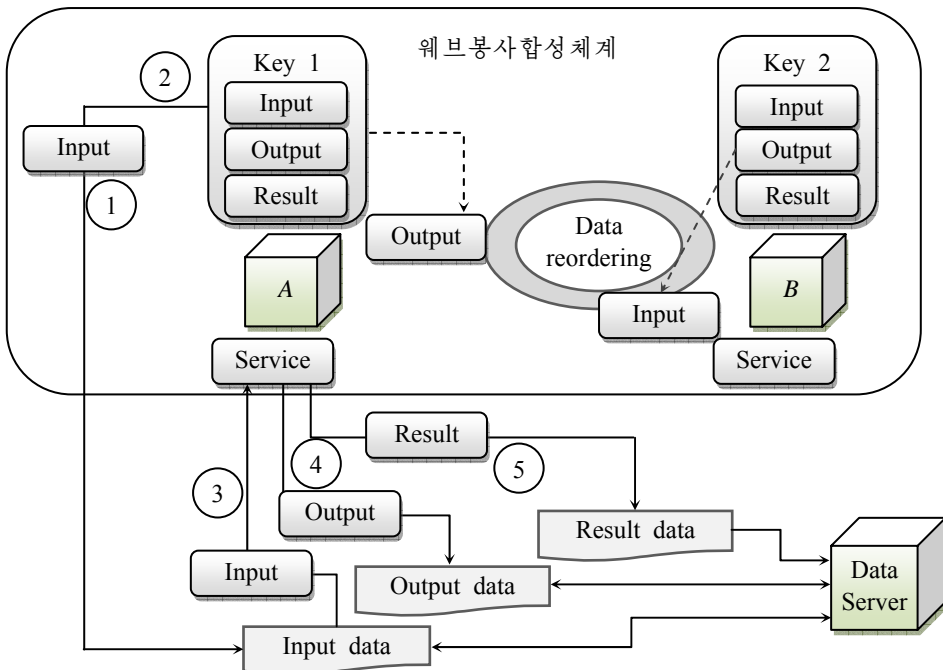 웨브봉사합성체계
2
Key 1
Input
Output
Result
Key 2
Input
Output
Result
Input
1
Output
Data
reordering
A
B
Input
Service
Service
Result
3
4
5
Output
Result data
Input
Output data
Data
Server
Input data